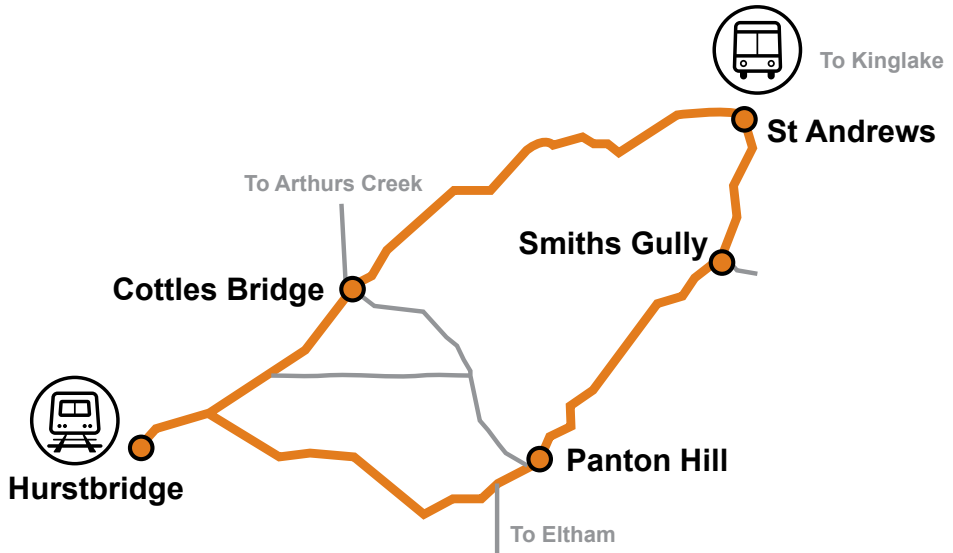 To Kinglake
St Andrews
To Arthurs Creek
Smiths Gully
Cottles Bridge
Panton Hill
Hurstbridge
To Eltham